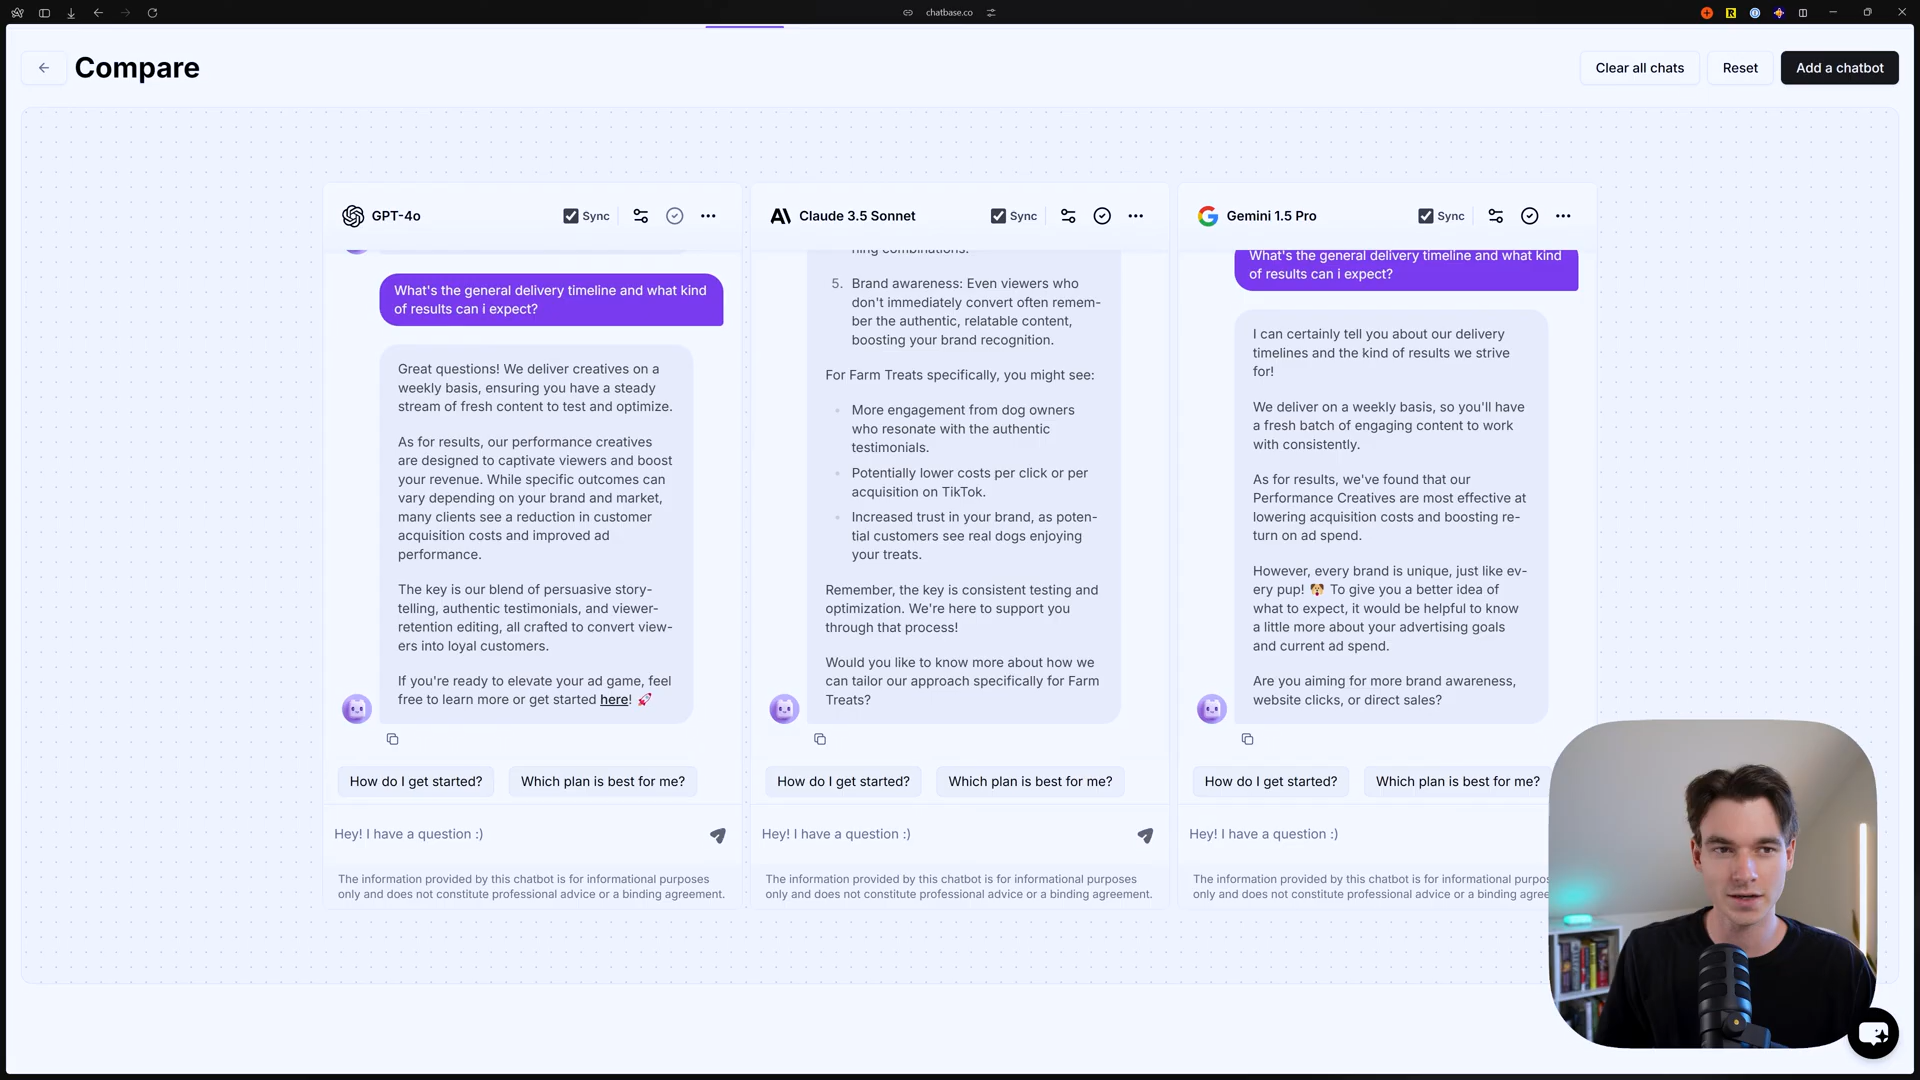 chatbase.co
Compare
Clear all chats
Reset
Add a chatbot
GPT-4o
Sync
What's the general delivery timeline and what kind
of results can i expect?
Great questions! We deliver creatives on a
weekly basis, ensuring you have a steady
stream of fresh content to test and optimize.
As for results, our performance creatives
are designed to captivate viewers and boost
your revenue. While specific outcomes can
vary depending on your brand and market,
many clients see a reduction in customer
acquisition costs and improved ad
performance.
The key is our blend of persuasive story-
telling, authentic testimonials, and viewer-
retention editing, all crafted to convert view-
ers into loyal customers.
If you're ready to elevate your ad game, feel
free to learn more or get started here! 🚀
How do I get started?
Which plan is best for me?
Hey! I have a question :)
The information provided by this chatbot is for informational purposes
only and does not constitute professional advice or a binding agreement.
Claude 3.5 Sonnet
Sync
ning combinations.
5. Brand awareness: Even viewers who
don't immediately convert often remem-
ber the authentic, relatable content,
boosting your brand recognition.
For Farm Treats specifically, you might see:
More engagement from dog owners
who resonate with the authentic
testimonials.
Potentially lower costs per click or per
acquisition on TikTok.
Increased trust in your brand, as poten-
tial customers see real dogs enjoying
your treats.
Remember, the key is consistent testing and
optimization. We're here to support you
through that process!
Would you like to know more about how we
can tailor our approach specifically for Farm
Treats?
How do I get started?
Which plan is best for me?
Hey! I have a question :)
The information provided by this chatbot is for informational purposes
only and does not constitute professional advice or a binding agreement.
Gemini 1.5 Pro
Sync
What's the general delivery timeline and what kind
of results can i expect?
I can certainly tell you about our delivery
timelines and the kind of results we strive
for!
We deliver on a weekly basis, so you'll have
a fresh batch of engaging content to work
with consistently.
As for results, we've found that our
Performance Creatives are most effective at
lowering acquisition costs and boosting re-
turn on ad spend.
However, every brand is unique, just like ev-
ery pup! 🐶 To give you a better idea of
what to expect, it would be helpful to know
a little more about your advertising goals
and current ad spend.
Are you aiming for more brand awareness,
website clicks, or direct sales?
How do I get started?
Which plan is best for me?
Hey! I have a question :)
The information provided by this chatbot is for informational purpos
only and does not constitute professional advice or a binding agree